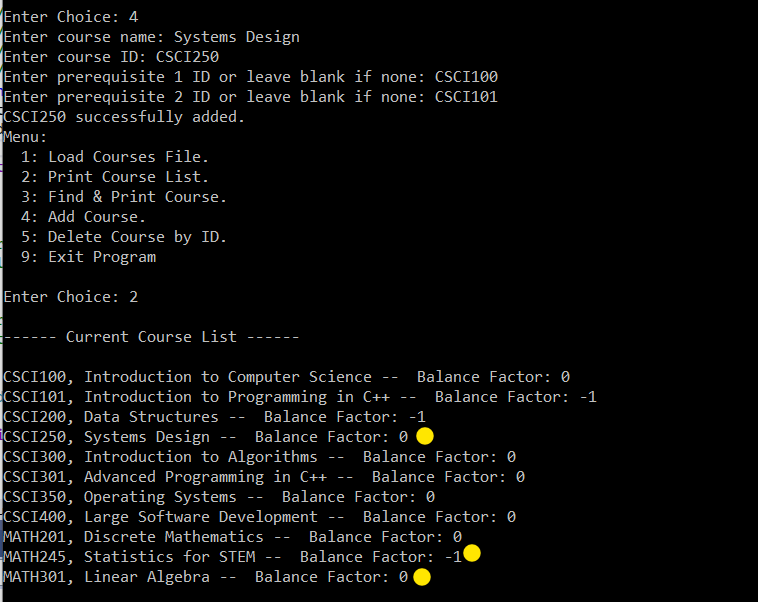 Enter Choice: 4
Enter course name: Systems Design
Enter course ID: CSCI250
Enter prerequisite 1 ID or leave blank if none: CSCI100
Enter prerequisite 2 ID or leave blank if none: CSCI101
CSCI250 successfully added.
Menu:
  1: Load Courses File.
  2: Print Course List.
  3: Find & Print Course.
  4: Add Course.
  5: Delete Course by ID.
  9: Exit Program
Enter Choice: 2
------ Current Course List ------
CSCI100, Introduction to Computer Science --  Balance Factor: 0
CSCI101, Introduction to Programming in C++ --  Balance Factor: -1
CSCI200, Data Structures --  Balance Factor: -1
CSCI250, Systems Design --  Balance Factor: 0
CSCI300, Introduction to Algorithms --  Balance Factor: 0
CSCI301, Advanced Programming in C++ --  Balance Factor: 0
CSCI350, Operating Systems --  Balance Factor: 0
CSCI400, Large Software Development --  Balance Factor: 0
MATH201, Discrete Mathematics --  Balance Factor: 0
MATH245, Statistics for STEM --  Balance Factor: -1
MATH301, Linear Algebra --  Balance Factor: 0